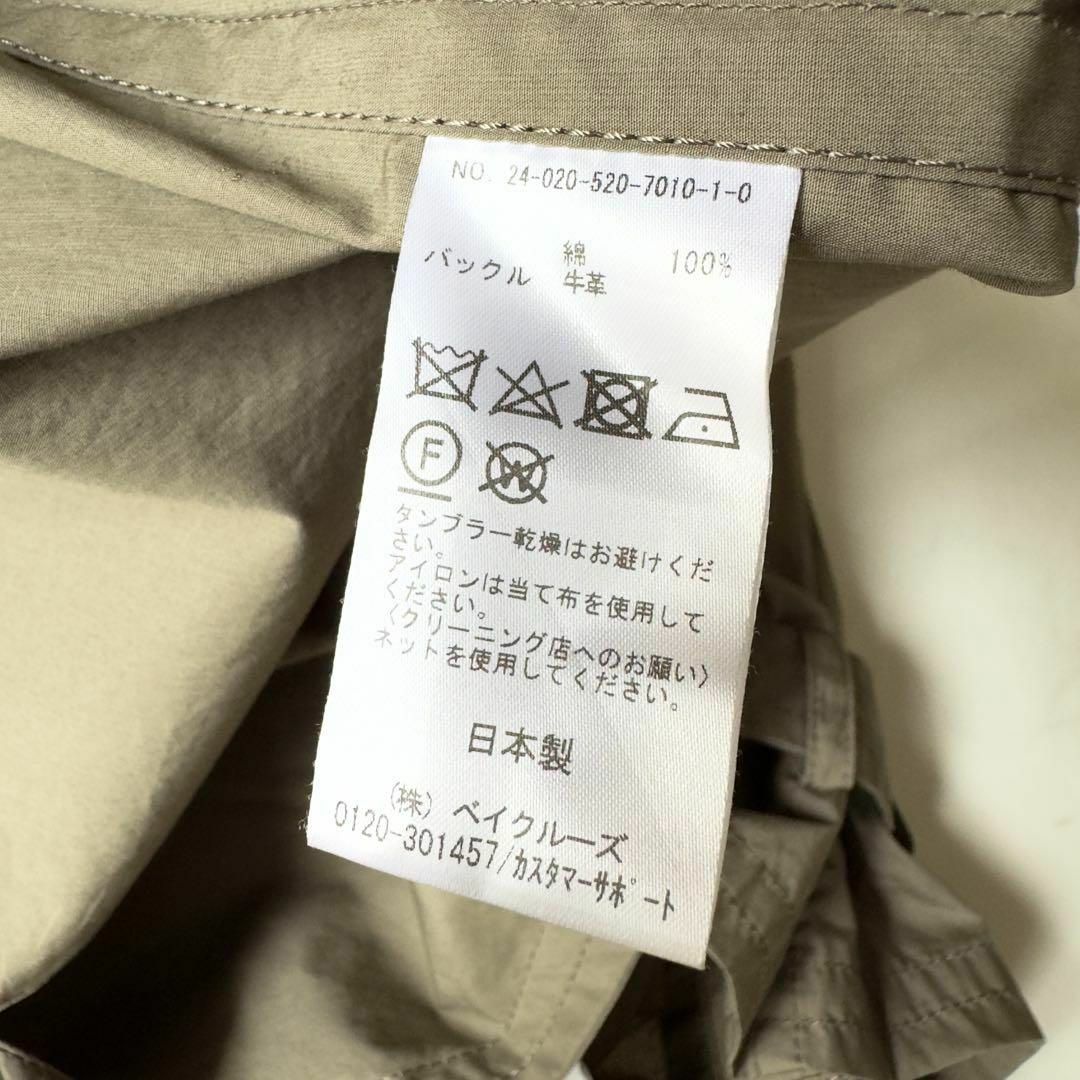 NO. 24-020-520-7010-1-0
綿 100%
バックル 牛革
F
W
タンブラー乾燥はお避けくだ
さい。
アイロンは当て布を使用して
ください。
〈クリーニング店へのお願い〉
ネットを使用してください。
日本製
(株) ベイクルーズ
0120-301457/カスタマーサポート